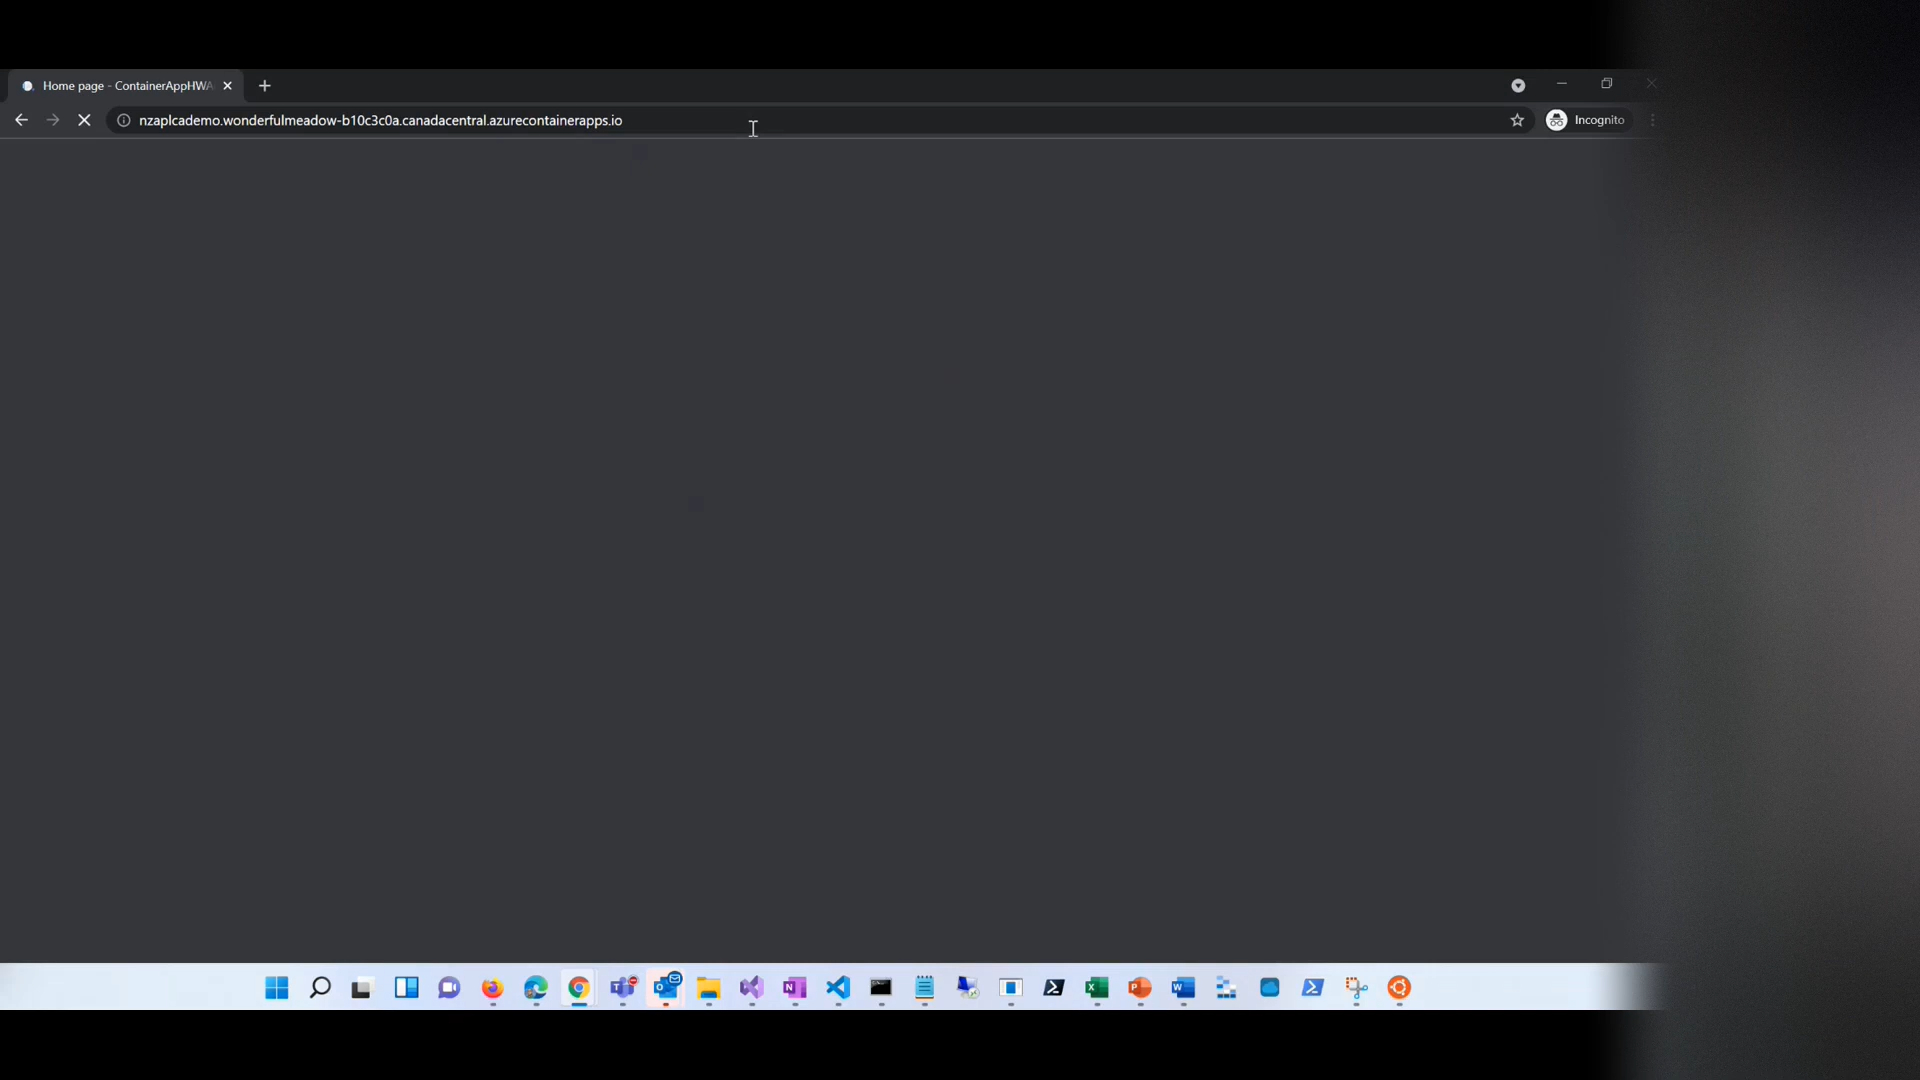 Home page - ContainerAppHWA
nzaplcademo.wonderfulmeadow-b10c3c0a.canadacentral.azurecontainerapps.io
Incognito